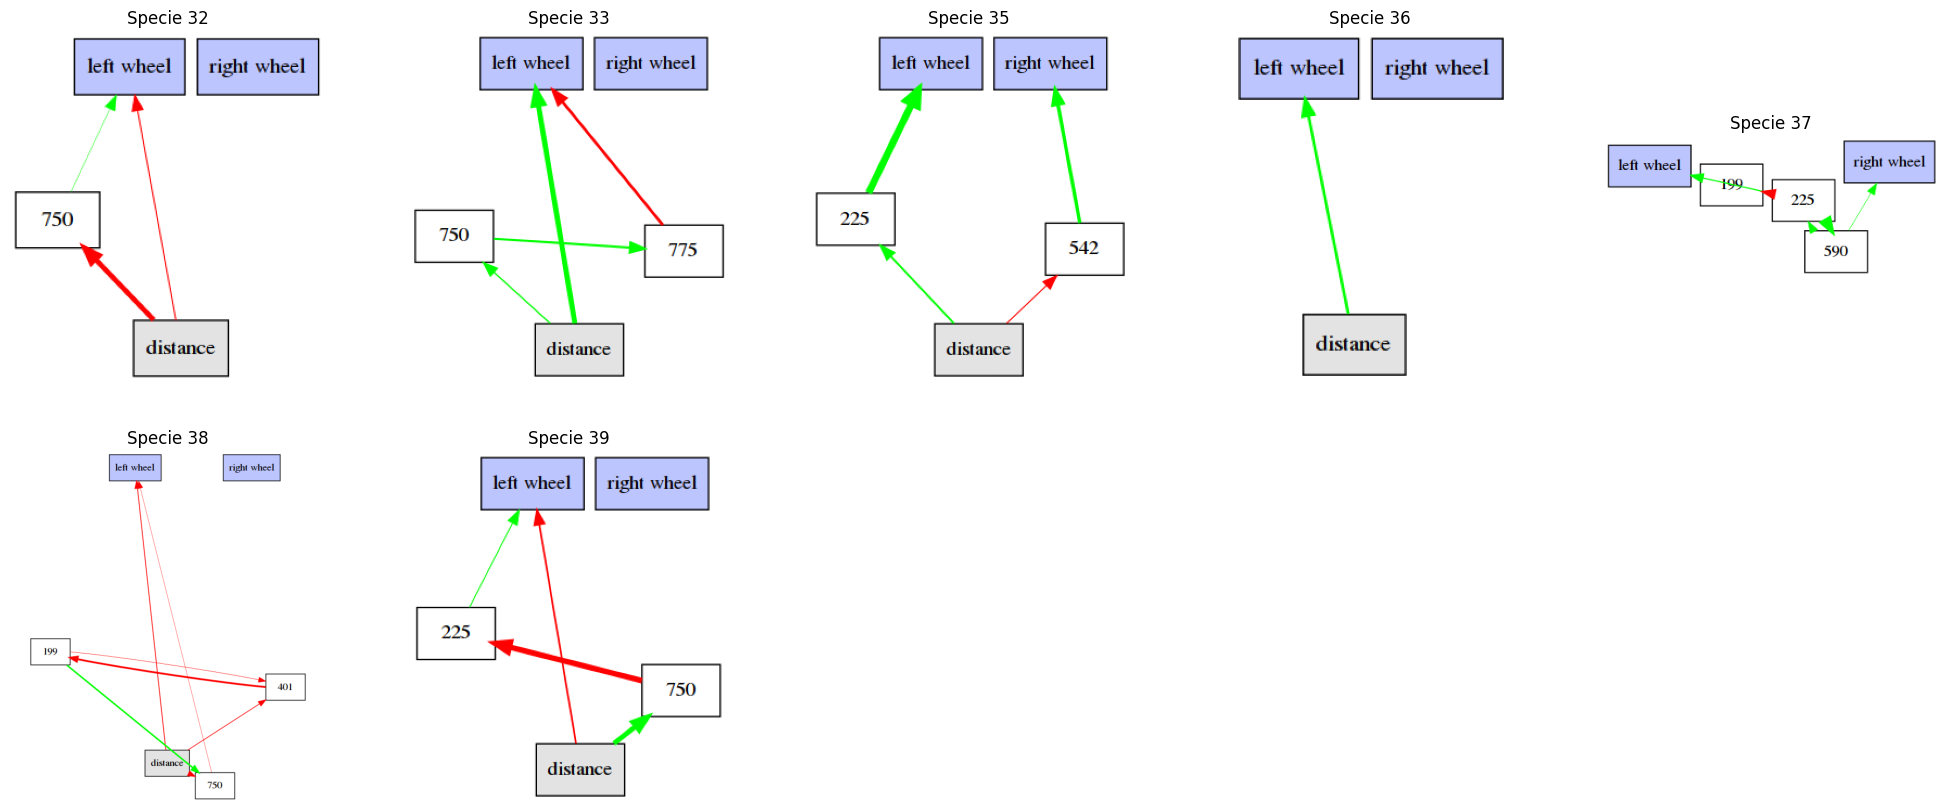 Specie 32
left wheel
right wheel
750
distance
Specie 33
left wheel
right wheel
750
775
distance
Specie 35
left wheel
right wheel
225
542
distance
Specie 36
left wheel
right wheel
distance
Specie 37
left wheel
199
225
right wheel
590
Specie 38
left wheel
right wheel
199
401
distance
750
Specie 39
left wheel
right wheel
225
750
distance